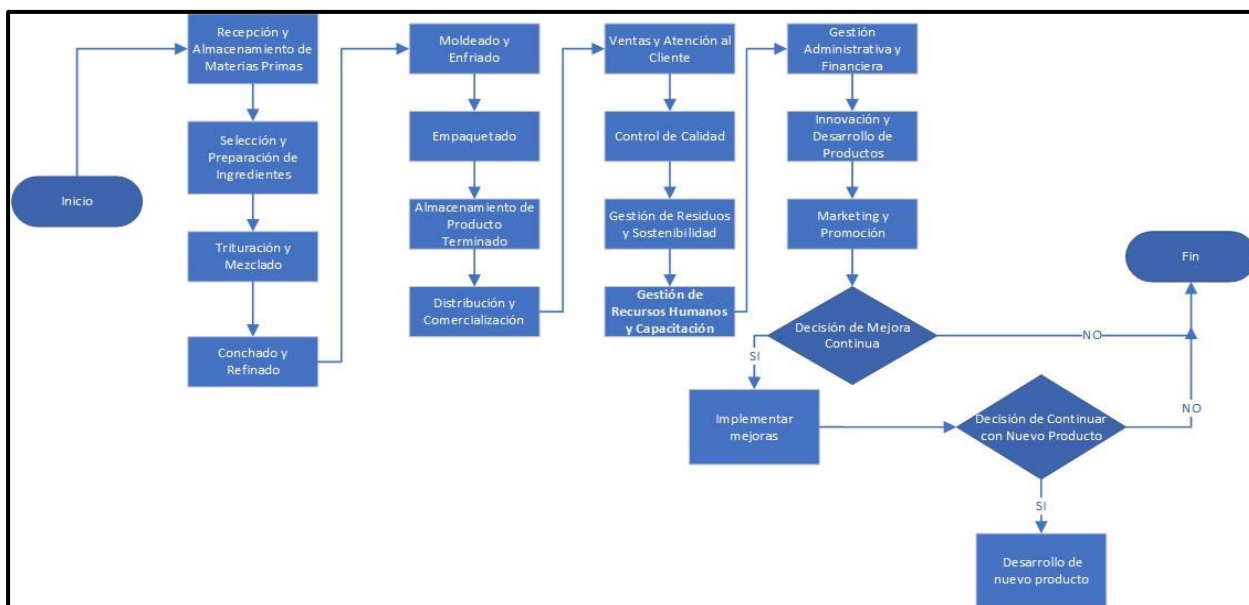 Inicio
Recepción y
Almacenamiento de
Materias Primas
Selección y
Preparación de
Ingredientes
Trituración y
Mezclado
Conchado y
Refinado
Moldeado y
Enfriado
Empaquetado
Almacenamiento de
Producto
Terminado
Distribución y
Comercialización
Ventas y Atención al
Cliente
Control de Calidad
Gestión de Residuos
y Sostenibilidad
Gestión de
Recursos Humanos
y Capacitación
Gestión
Administrativa y
Financiera
Innovación y
Desarrollo de
Productos
Marketing y
Promoción
Decisión de Mejora
Continua
SI
NO
Implementar
mejoras
Decisión de Continuar
con Nuevo Producto
SI
NO
Desarrollo de
nuevo producto
Fin